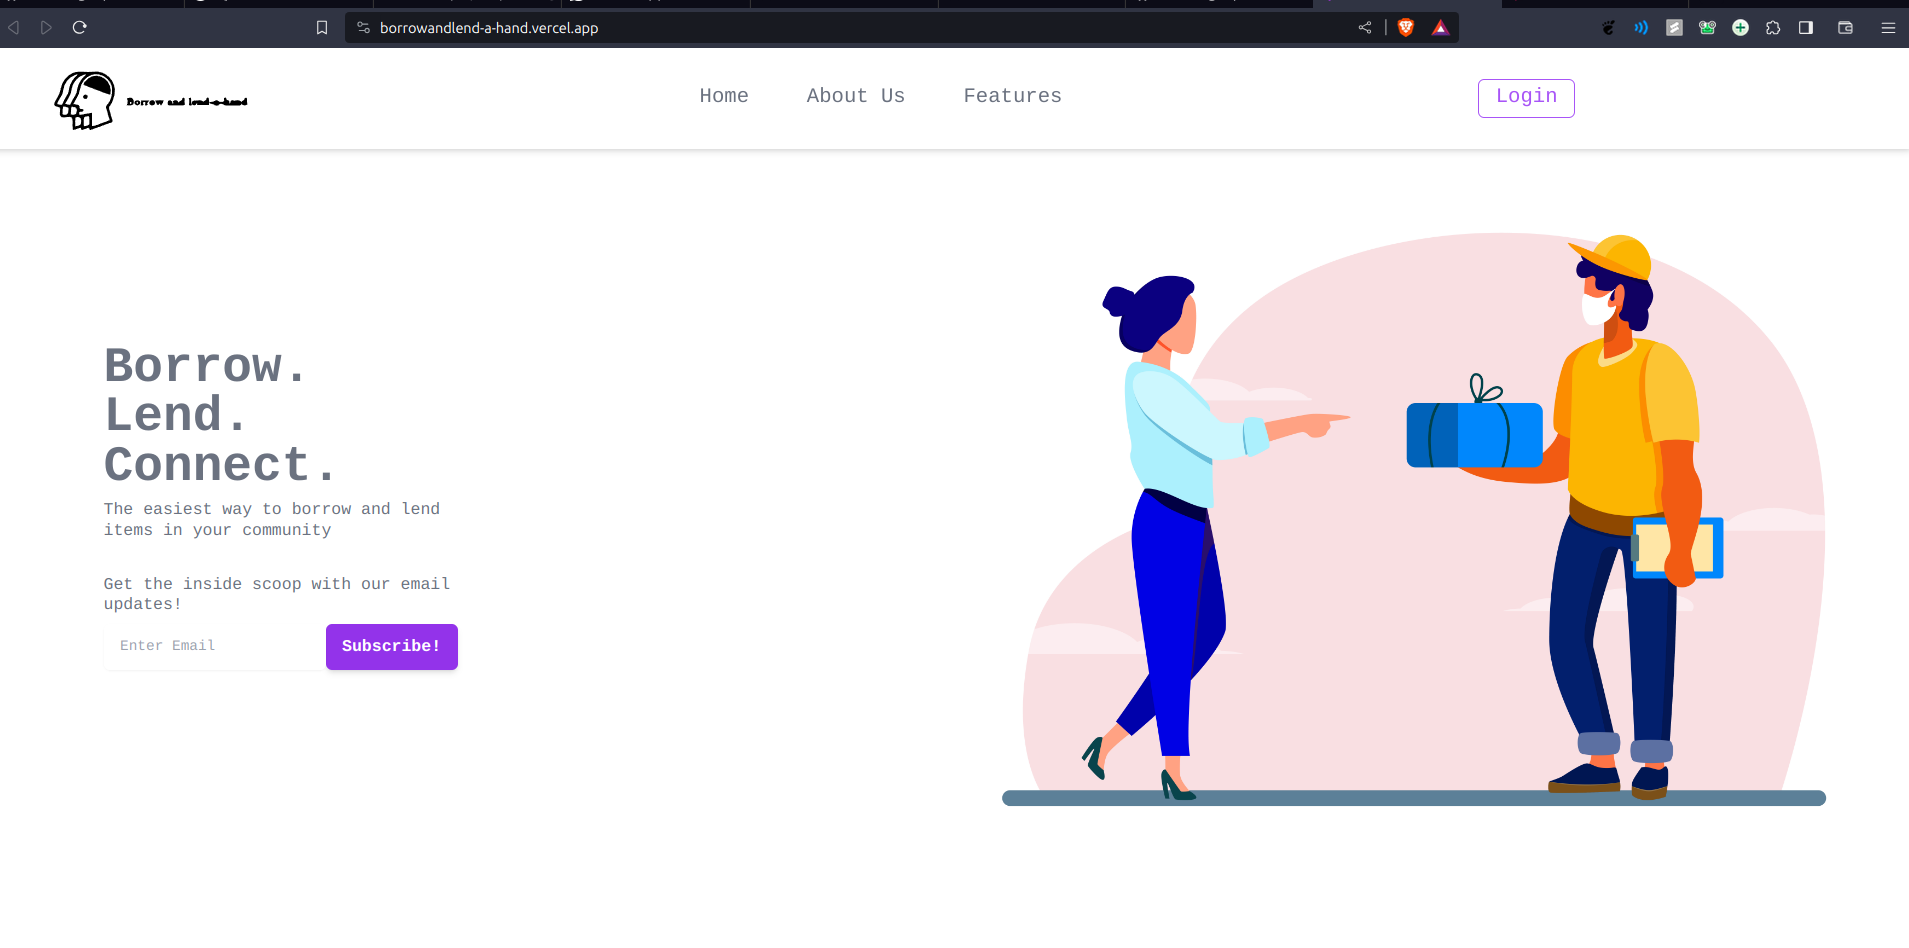 borrowandlend-a-hand.vercel.app
Borrow and lend-a-hand
Home
About Us
Features
Login
Borrow.
Lend.
Connect.
The easiest way to borrow and lend
items in your community
Get the inside scoop with our email
updates!
Enter Email
Subscribe!